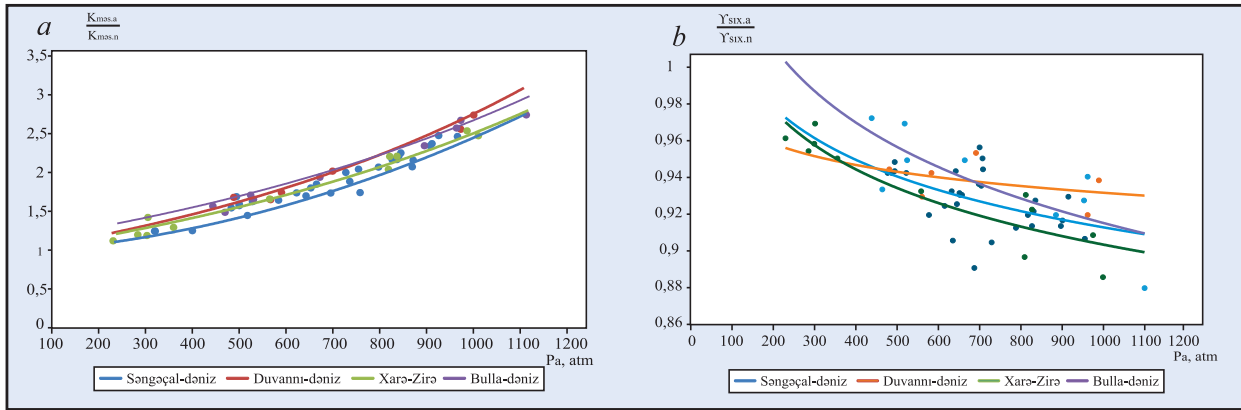 a
Kməs.a
Kməs.n
3,5
3
2,5
2
1,5
1
0,5
0
100 200 300 400 500 600 700 800 900 1000 1100 1200
Pa, atm
Səngəçal-dəniz Duvannı-dəniz Xarə-Zirə Bulla-dəniz
b
ϒsıx.a
ϒsıx.n
1
0,98
0,96
0,94
0,92
0,9
0,88
0,86
0 200 300 400 500 600 700 800 900 1000 1100 1200
Pa, atm
Səngəçal-dəniz Duvannı-dəniz Xarə-Zirə Bulla-dəniz